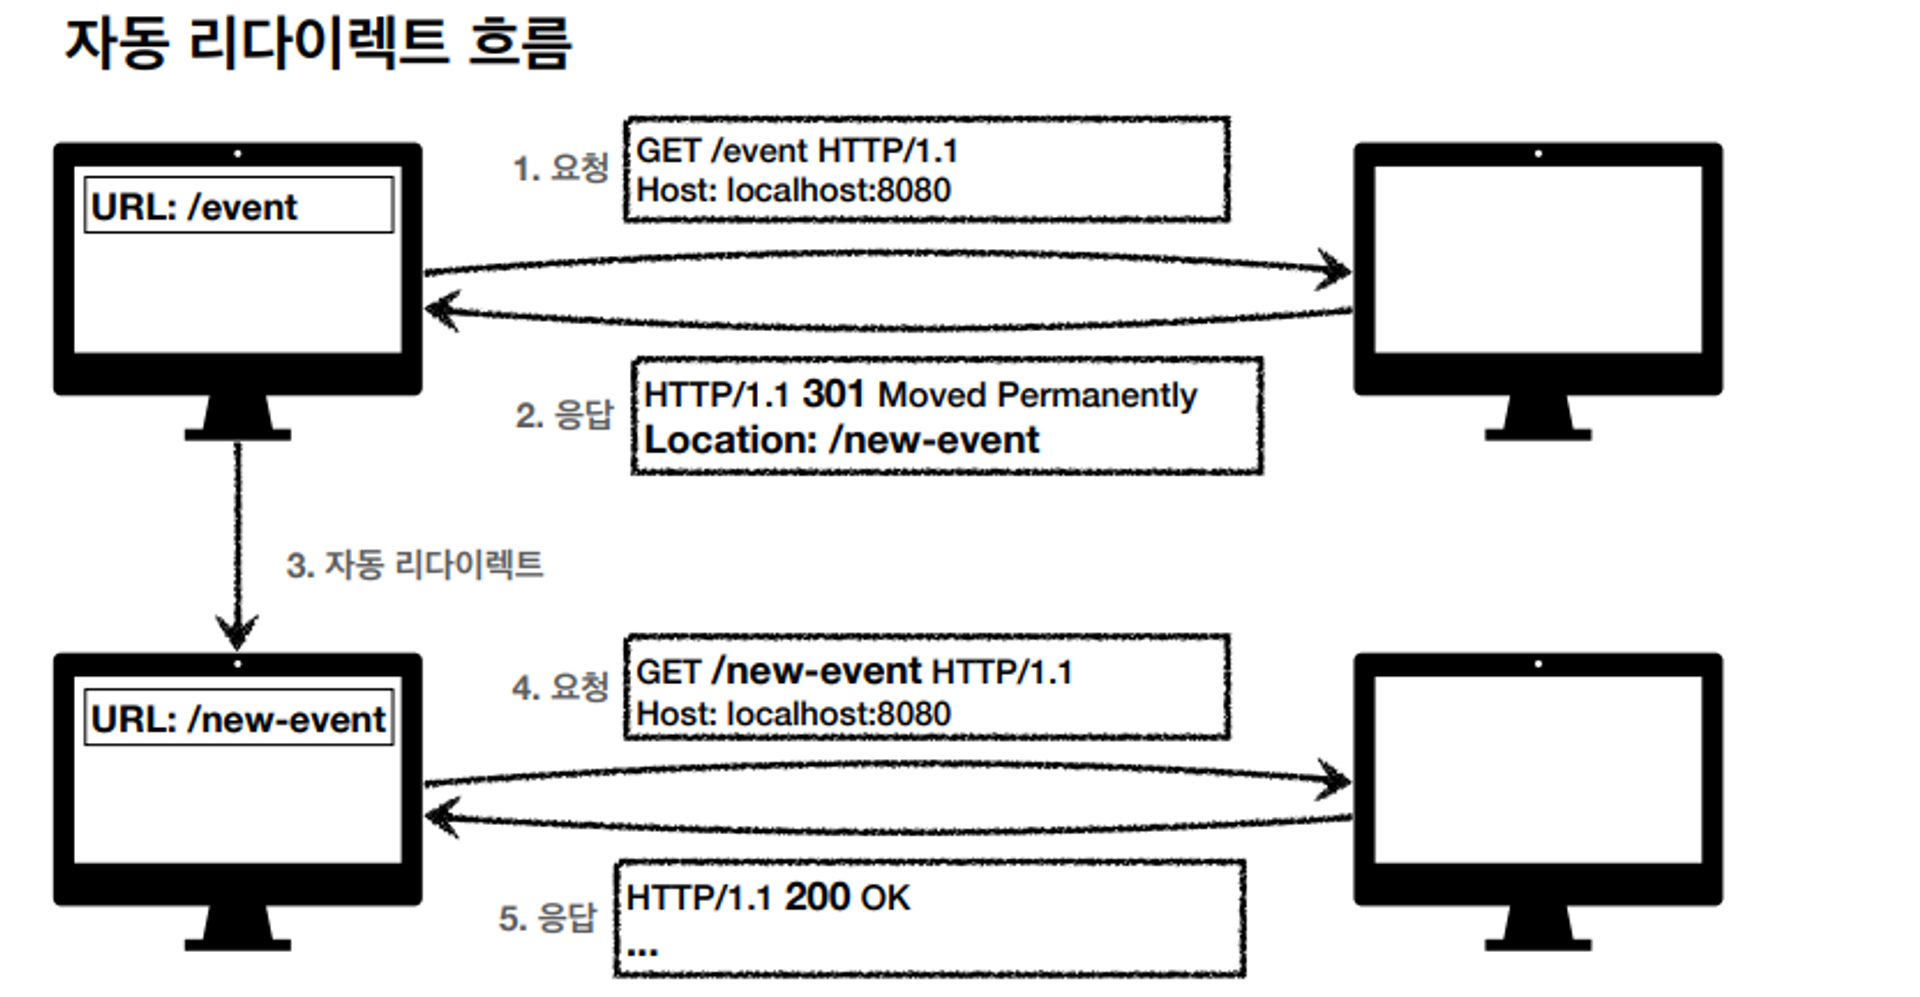 자동 리다이렉트 흐름
URL: /event
1. 요청
GET /event HTTP/1.1
Host: localhost:8080
2. 응답
HTTP/1.1 301 Moved Permanently
Location: /new-event
3. 자동 리다이렉트
URL: /new-event
4. 요청
GET /new-event HTTP/1.1
Host: localhost:8080
5. 응답
HTTP/1.1 200 OK
...